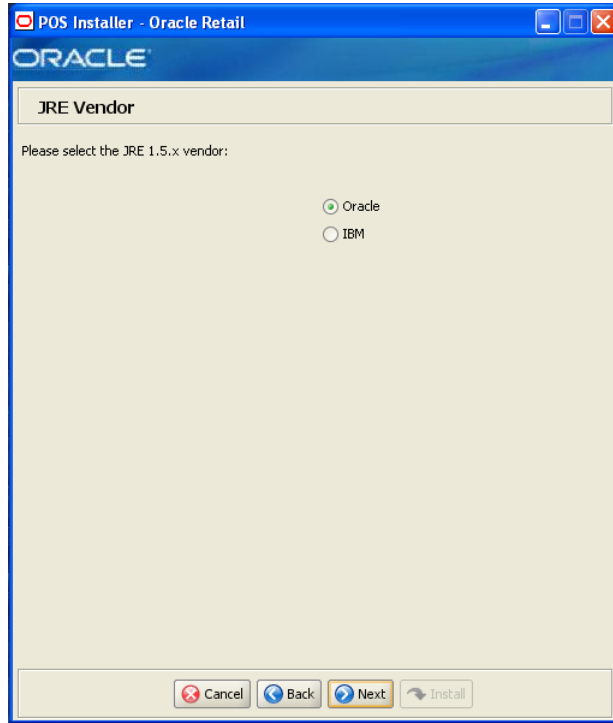 POS Installer - Oracle Retail
ORACLE
JRE Vendor
Please select the JRE 1.5.x vendor:
Oracle
IBM
Cancel Back Next Install